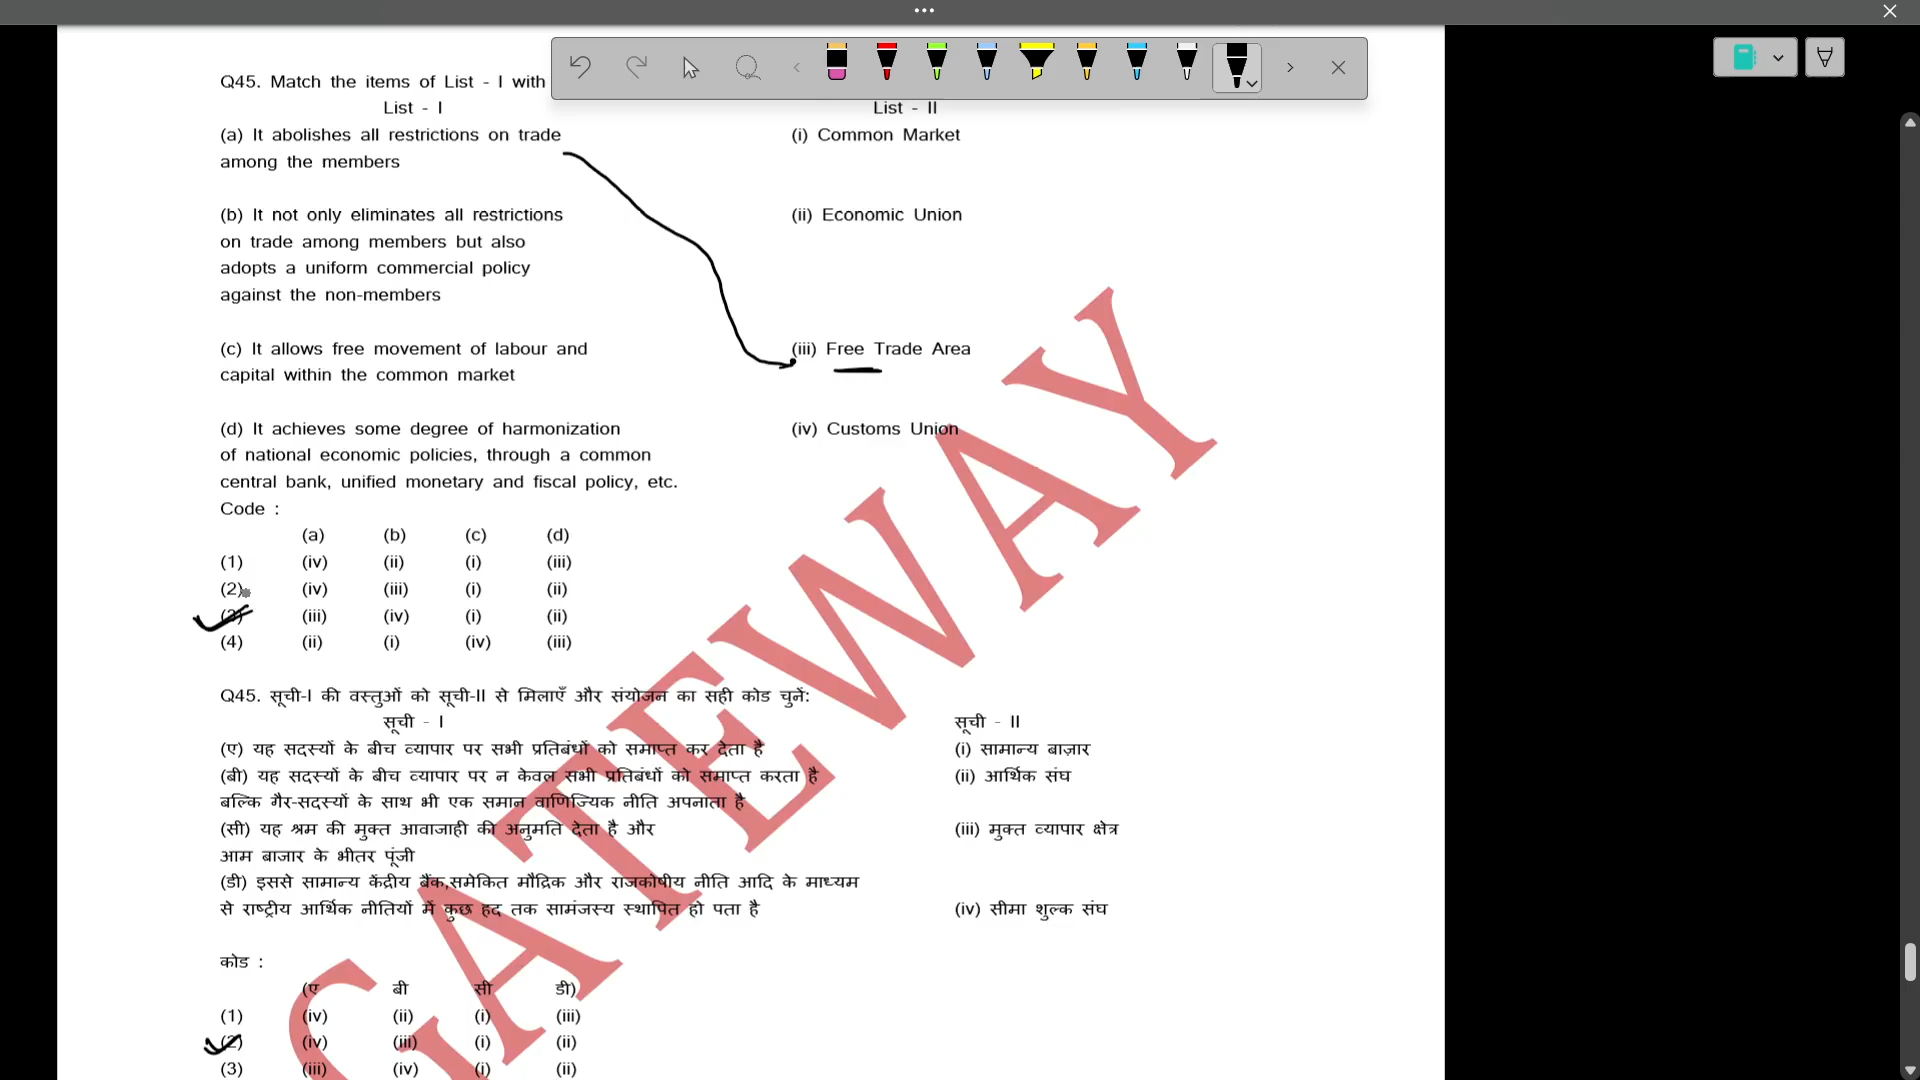 Q45. Match the items of List - I with
List - I List - II
(a) It abolishes all restrictions on trade (i) Common Market
among the members
(b) It not only eliminates all restrictions (ii) Economic Union
on trade among members but also
adopts a uniform commercial policy
against the non-members
(c) It allows free movement of labour and (iii) Free Trade Area
capital within the common market
(d) It achieves some degree of harmonization (iv) Customs Union
of national economic policies, through a common
central bank, unified monetary and fiscal policy, etc.
Code :
(a) (b) (c) (d)
(1) (iv) (ii) (i) (iii)
(2) (iv) (iii) (i) (ii)
(3) (iii) (iv) (i) (ii)
(4) (ii) (i) (iv) (iii)
Q45. सूची-I की वस्तुओं को सूची-II से मिलाएँ और संयोजन का सही कोड चुनें:
सूची - I सूची - II
(ए) यह सदस्यों के बीच व्यापार पर सभी प्रतिबंधों को समाप्त कर देता है (i) सामान्य बाज़ार
(बी) यह सदस्यों के बीच व्यापार पर न केवल सभी प्रतिबंधों को समाप्त करता है (ii) आर्थिक संघ
बल्कि गैर-सदस्यों के साथ भी एक समान वाणिज्यिक नीति अपनाता है
(सी) यह श्रम की मुक्त आवाजाही की अनुमति देता है और (iii) मुक्त व्यापार क्षेत्र
आम बाजार के भीतर पूंजी
(डी) इससे सामान्य केंद्रीय बैंक,समेकित मौद्रिक और राजकोषीय नीति आदि के माध्यम
से राष्ट्रीय आर्थिक नीतियों में कुछ हद तक सामंजस्य स्थापित हो पता है (iv) सीमा शुल्क संघ
कोड :
(ए बी सी डी)
(1) (iv) (ii) (i) (iii)
(2) (iv) (iii) (i) (ii)
(3) (iii) (iv) (i) (ii)
GATEWAY